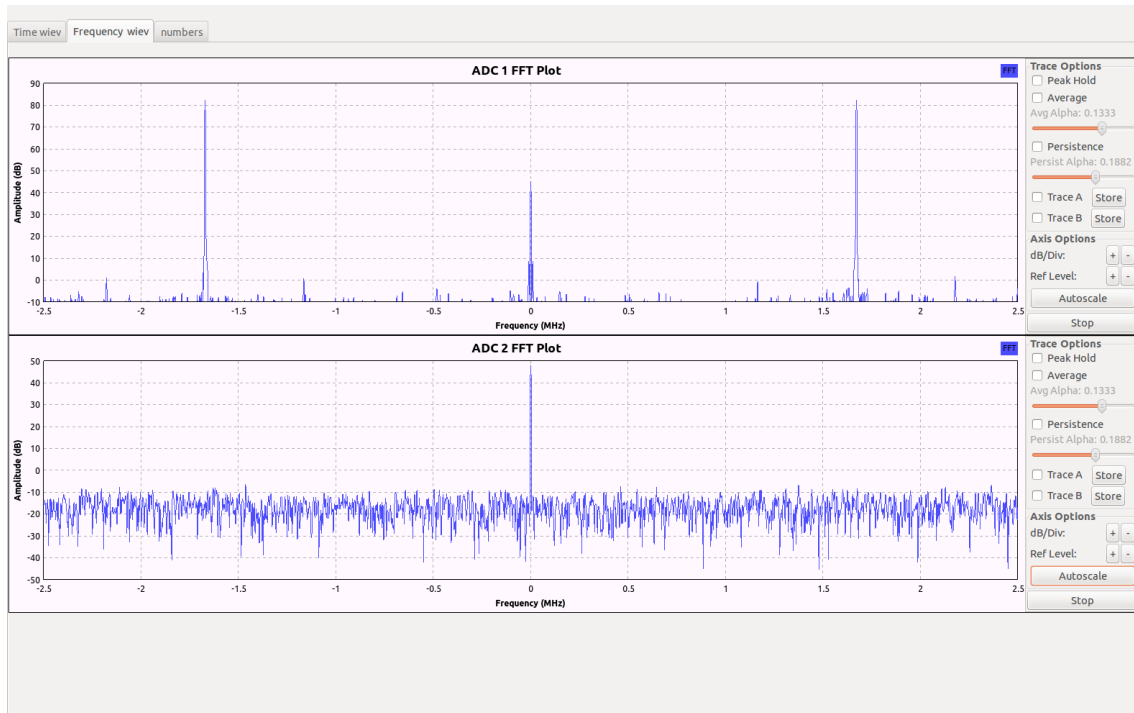 Time wiev Frequency wiev numbers
ADC 1 FFT Plot
FFT
90
80
70
60
50
40
30
20
10
0
-10
Amplitude (dB)
-2.5 -2 -1.5 -1 -0.5 0 0.5 1 1.5 2 2.5
Frequency (MHz)
Trace Options
Peak Hold
Average
Avg Alpha: 0.1333
Persistence
Persist Alpha: 0.1882
Trace A Store
Trace B Store
Axis Options
dB/Div: + -
Ref Level: + -
Autoscale
Stop
ADC 2 FFT Plot
FFT
50
40
30
20
10
0
-10
-20
-30
-40
-50
Amplitude (dB)
-2.5 -2 -1.5 -1 -0.5 0 0.5 1 1.5 2 2.5
Frequency (MHz)
Trace Options
Peak Hold
Average
Avg Alpha: 0.1333
Persistence
Persist Alpha: 0.1882
Trace A Store
Trace B Store
Axis Options
dB/Div: + -
Ref Level: + -
Autoscale
Stop